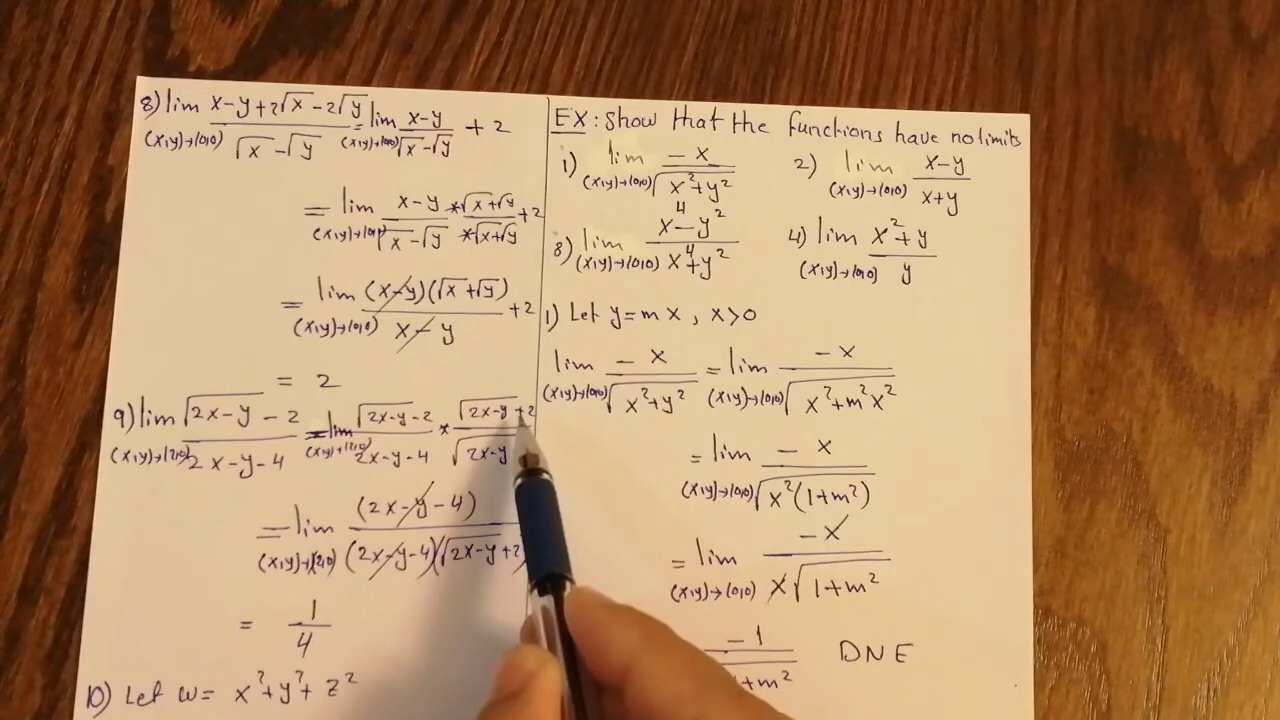 8) lim (x,y)→(0,0) x-y+2√x-2√y / √x-√y = lim (x,y)→(0,0) x-y / √x-√y + 2
= lim (x,y)→(0,0) x-y / √x-√y * √x+√y / * √x+√y + 2
= lim (x,y)→(0,0) (x-y)(√x+√y) / x-y + 2
= 2
9) lim (x,y)→(2,0) √2x-y - 2 / 2x-y-4 = lim (x,y)→(2,0) √2x-y - 2 / 2x-y-4 * √2x-y + 2 / √2x-y
= lim (x,y)→(2,0) (2x-y-4) / (2x-y-4)(√2x-y + 2)
= 1/4
10) Let w= x²+y²+z²
EX: Show that the functions have no limits
1) lim (x,y)→(0,0) -x / √x²+y² 2) lim (x,y)→(0,0) x-y / x+y
3) lim (x,y)→(0,0) x⁴-y² / x⁴+y² 4) lim (x,y)→(0,0) x²+y / y
1) Let y=mx, x>0
lim (x,y)→(0,0) -x / √x²+y² = lim (x,y)→(0,0) -x / √x²+m²x²
= lim (x,y)→(0,0) -x / √x²(1+m²)
= lim (x,y)→(0,0) -x / x√1+m²
-1 / 1+m² DNE